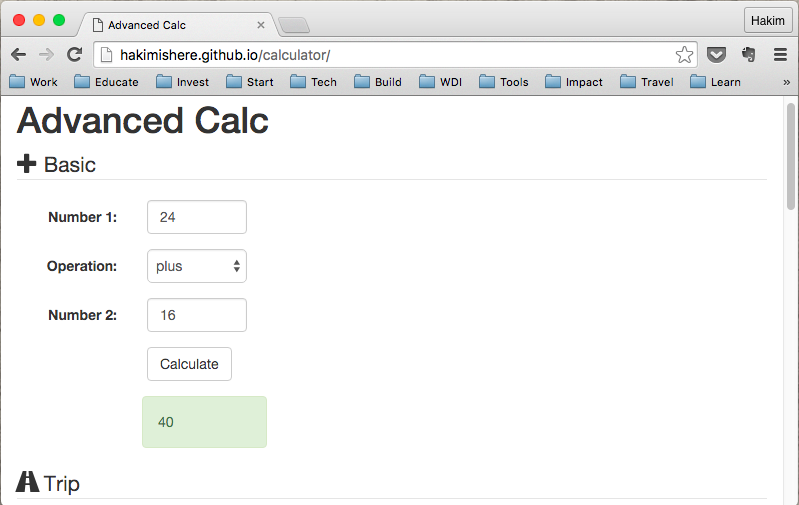 Advanced Calc
Hakim
hakimishere.github.io/calculator/
Work Educate Invest Start Tech Build WDI Tools Impact Travel Learn »
Advanced Calc
Basic
Number 1: 24
Operation: plus
Number 2: 16
Calculate
40
Trip